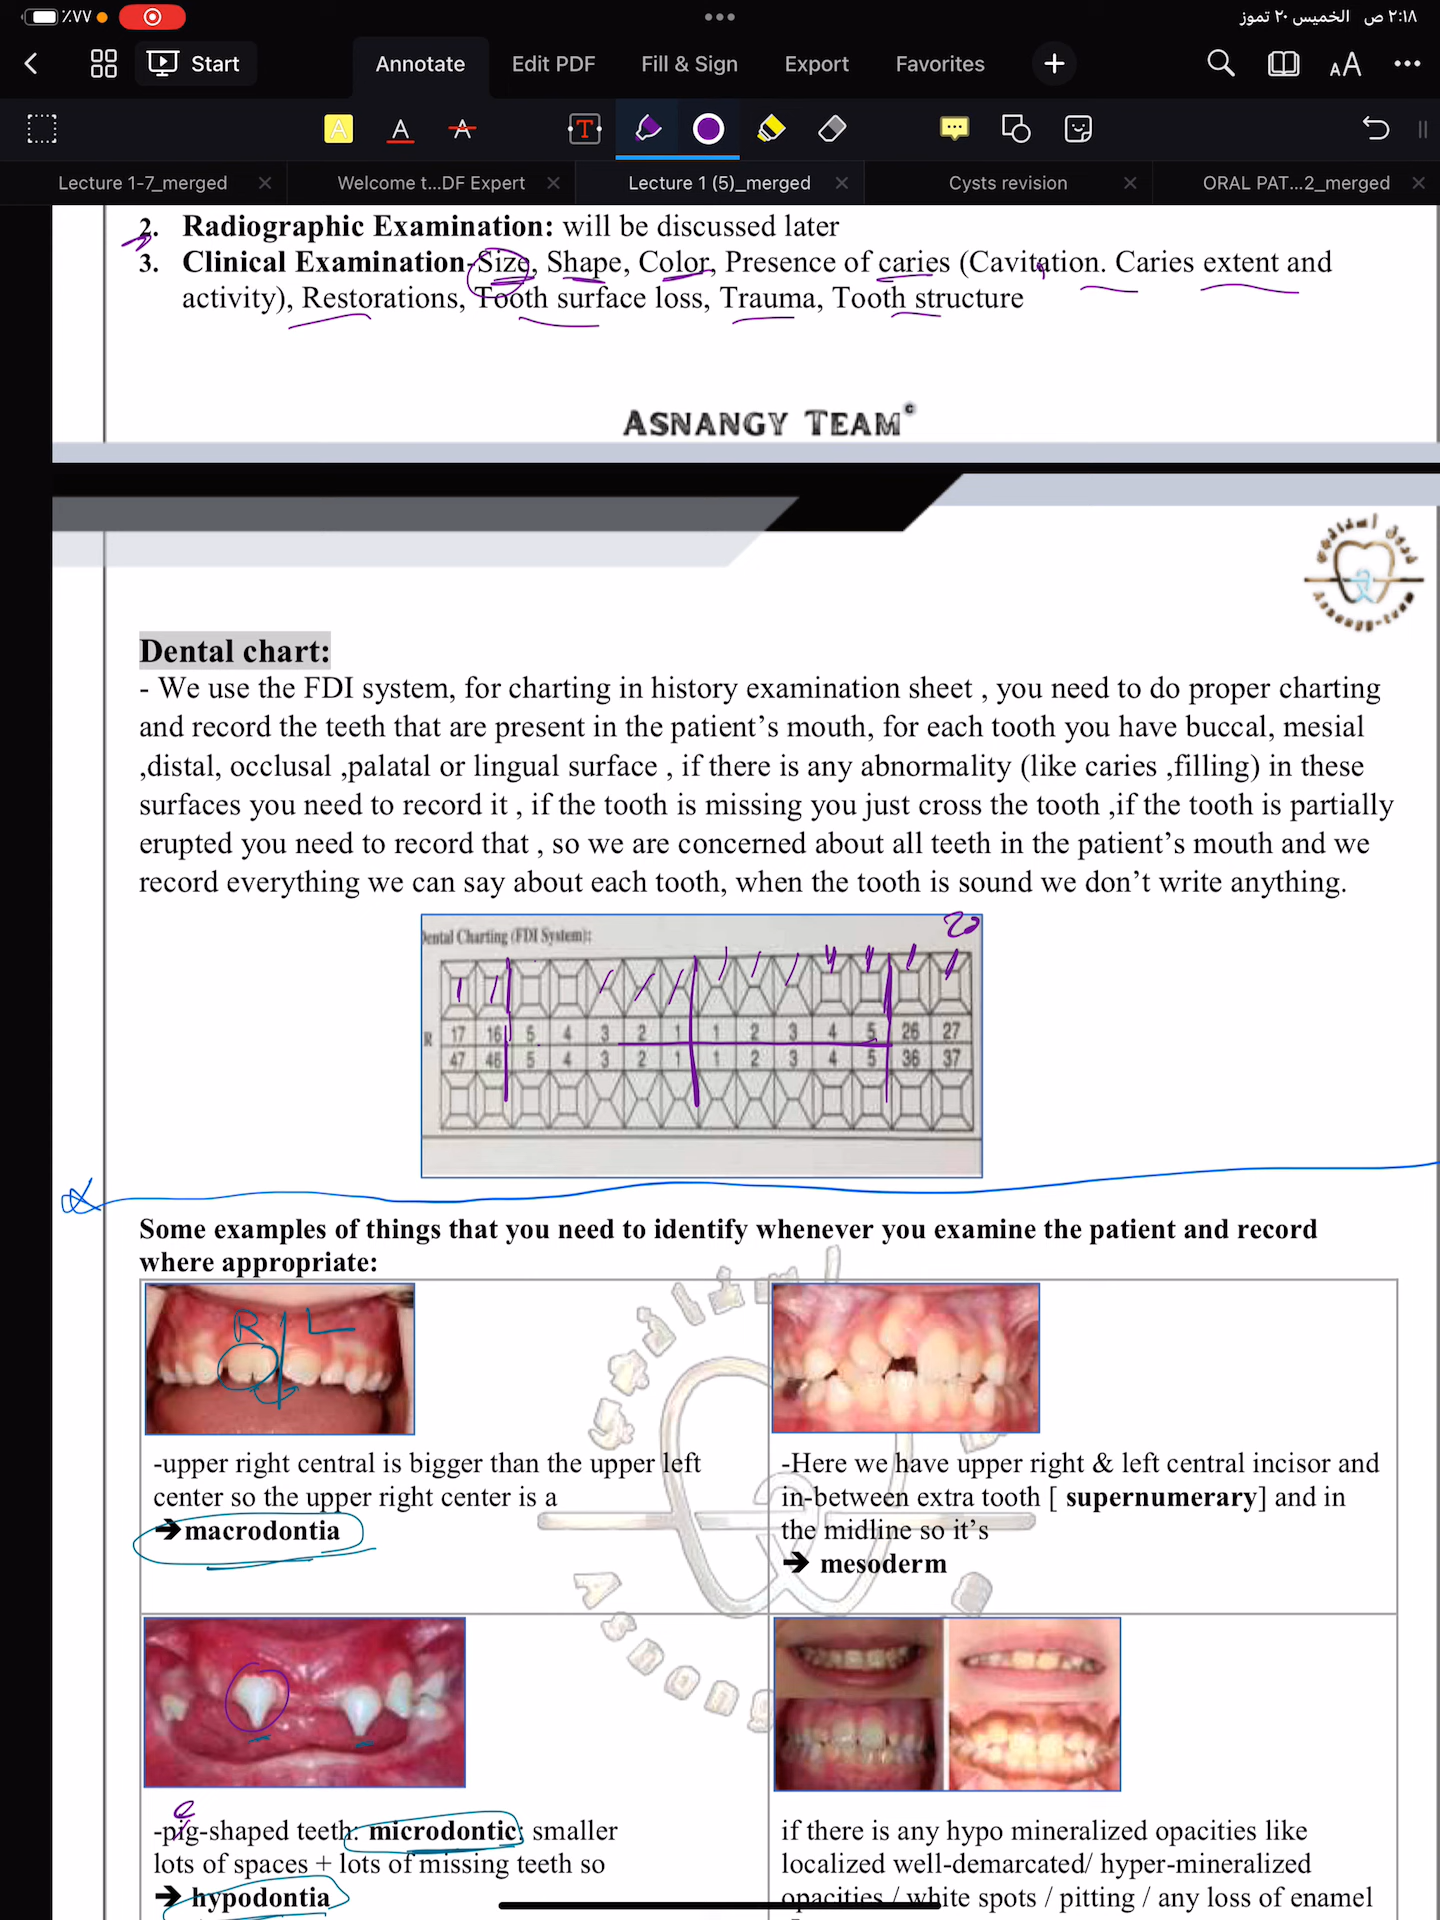 ٪٧٧
٢:١٨ ص الخميس ٢٠ تموز
Start
Annotate
Edit PDF
Fill & Sign
Export
Favorites
Lecture 1-7_merged
Welcome t...DF Expert
Lecture 1 (5)_merged
Cysts revision
ORAL PAT...2_merged
2. Radiographic Examination: will be discussed later
3. Clinical Examination-Size, Shape, Color, Presence of caries (Cavitation. Caries extent and
activity), Restorations, Tooth surface loss, Trauma, Tooth structure
ASNANGY TEAM©
Dental chart:
- We use the FDI system, for charting in history examination sheet , you need to do proper charting
and record the teeth that are present in the patient’s mouth, for each tooth you have buccal, mesial
,distal, occlusal ,palatal or lingual surface , if there is any abnormality (like caries ,filling) in these
surfaces you need to record it , if the tooth is missing you just cross the tooth ,if the tooth is partially
erupted you need to record that , so we are concerned about all teeth in the patient’s mouth and we
record everything we can say about each tooth, when the tooth is sound we don’t write anything.
20
Dental Charting (FDI System):
R 17 16 5 4 3 2 1 1 2 3 4 5 26 27
47 46 5 4 3 2 1 1 2 3 4 5 36 37
Some examples of things that you need to identify whenever you examine the patient and record
where appropriate:
R L
-upper right central is bigger than the upper left
center so the upper right center is a
➔macrodontia
-Here we have upper right & left central incisor and
in-between extra tooth [ supernumerary] and in
the midline so it’s
➔ mesoderm
e
-pig-shaped teeth: microdontic: smaller
lots of spaces + lots of missing teeth so
➔ hypodontia
if there is any hypo mineralized opacities like
localized well-demarcated/ hyper-mineralized
opacities / white spots / pitting / any loss of enamel